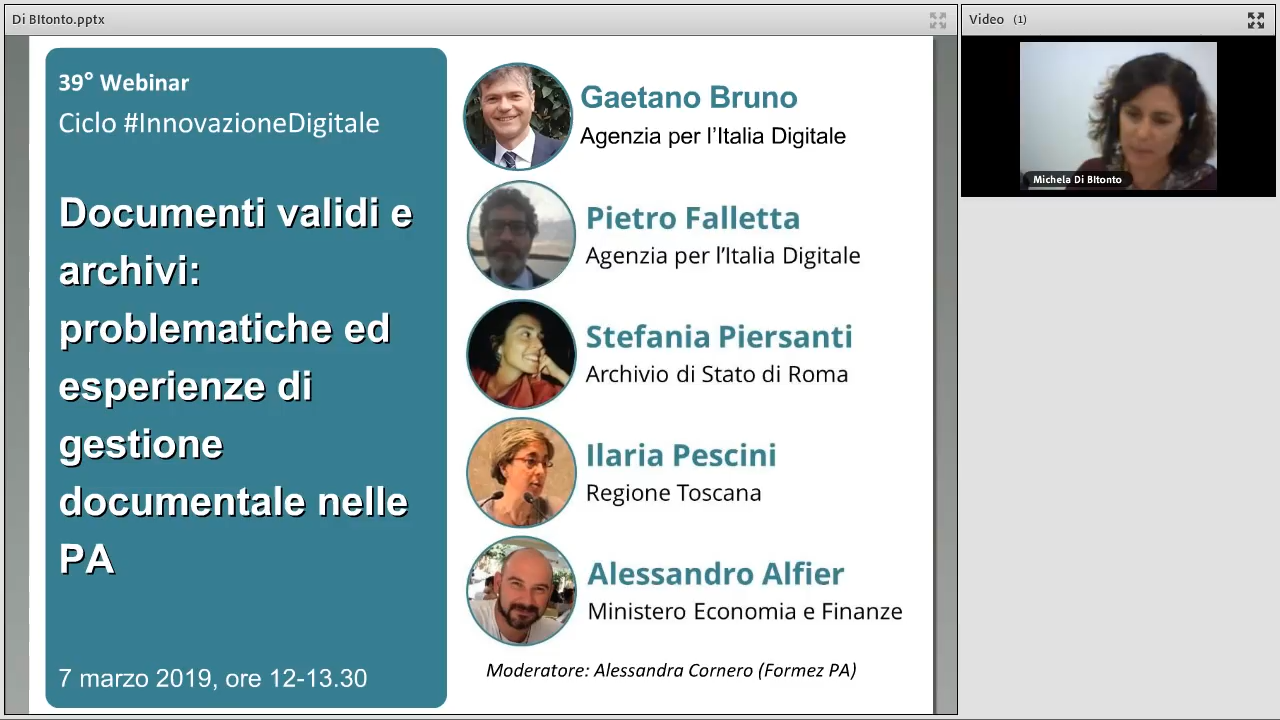 Di BItonto.pptx
39° Webinar
Ciclo #InnovazioneDigitale
Documenti validi e
archivi:
problematiche ed
esperienze di
gestione
documentale nelle
PA
7 marzo 2019, ore 12-13.30
Gaetano Bruno
Agenzia per l'Italia Digitale
Pietro Falletta
Agenzia per l'Italia Digitale
Stefania Piersanti
Archivio di Stato di Roma
Ilaria Pescini
Regione Toscana
Alessandro Alfier
Ministero Economia e Finanze
Moderatore: Alessandra Cornero (Formez PA)
Video (1)
Michela Di BItonto